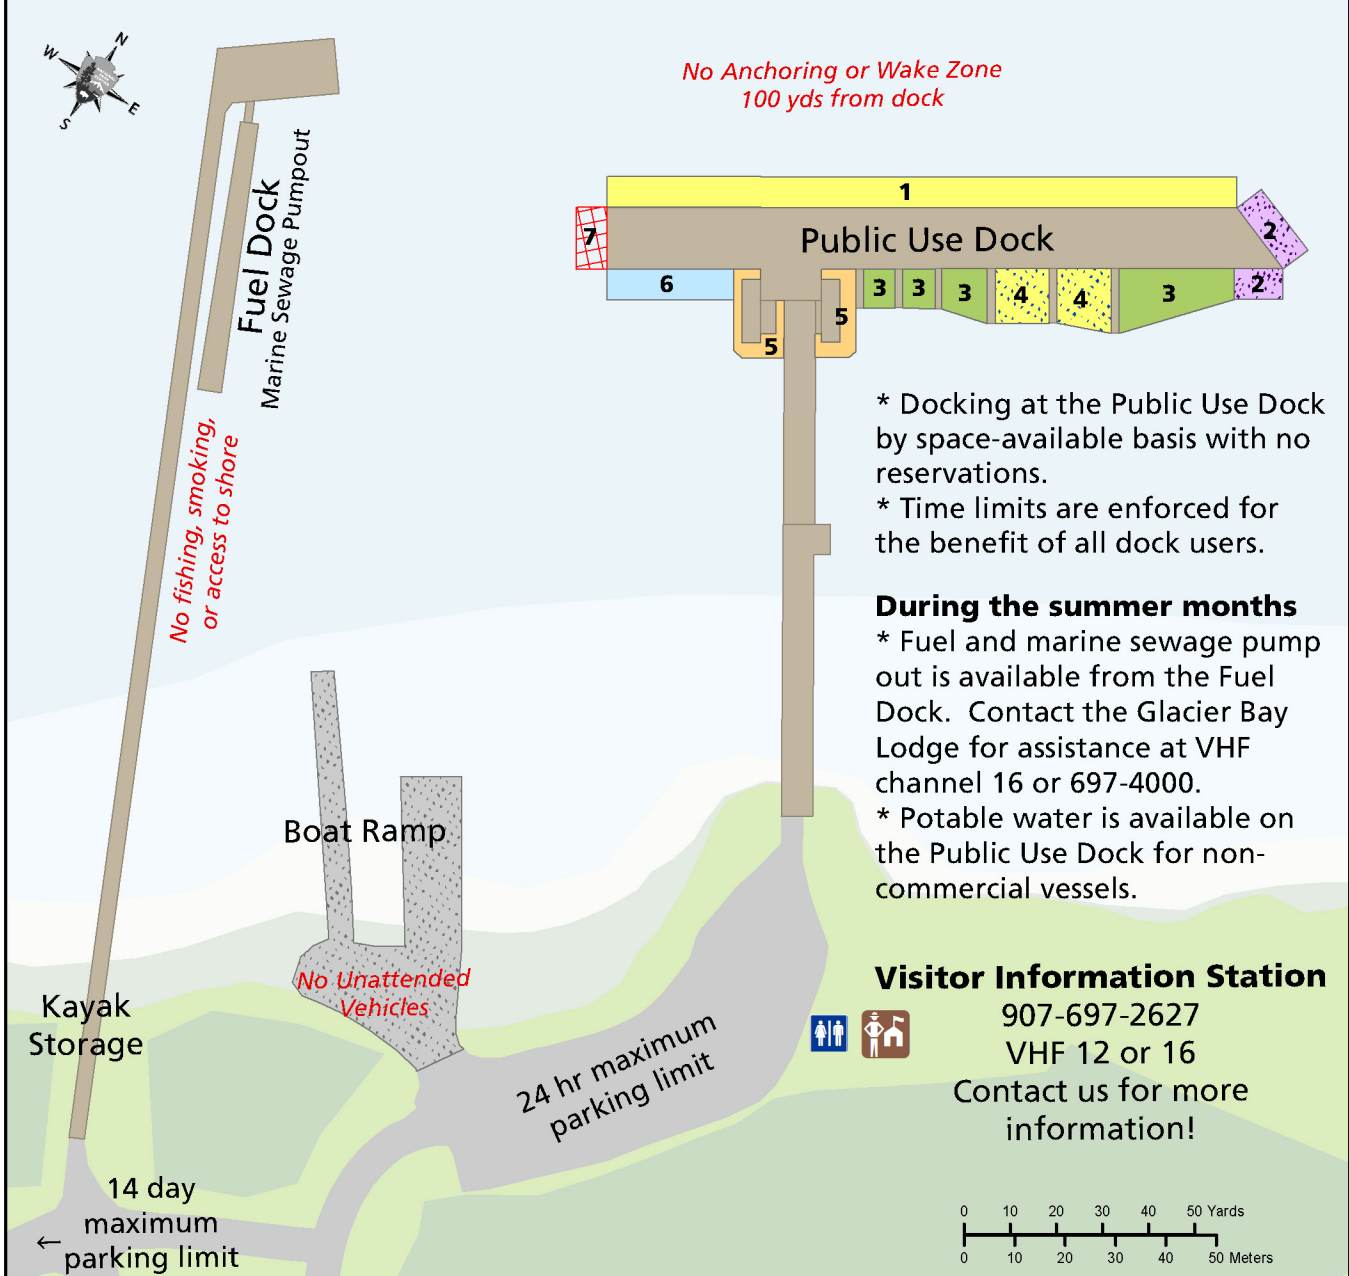 N
W
E
S
No Anchoring or Wake Zone
100 yds from dock
1
7
Public Use Dock
2
6
5
5
3
3
3
4
4
3
2
Fuel Dock
Marine Sewage Pumpout
No fishing, smoking,
or access to shore
* Docking at the Public Use Dock
by space-available basis with no
reservations.
* Time limits are enforced for
the benefit of all dock users.
During the summer months
* Fuel and marine sewage pump
out is available from the Fuel
Dock. Contact the Glacier Bay
Lodge for assistance at VHF
channel 16 or 697-4000.
* Potable water is available on
the Public Use Dock for non-
commercial vessels.
Boat Ramp
No Unattended
Vehicles
Kayak
Storage
24 hr maximum
parking limit
Visitor Information Station
907-697-2627
VHF 12 or 16
Contact us for more
information!
14 day
maximum
← parking limit
0 10 20 30 40 50 Yards
0 10 20 30 40 50 Meters